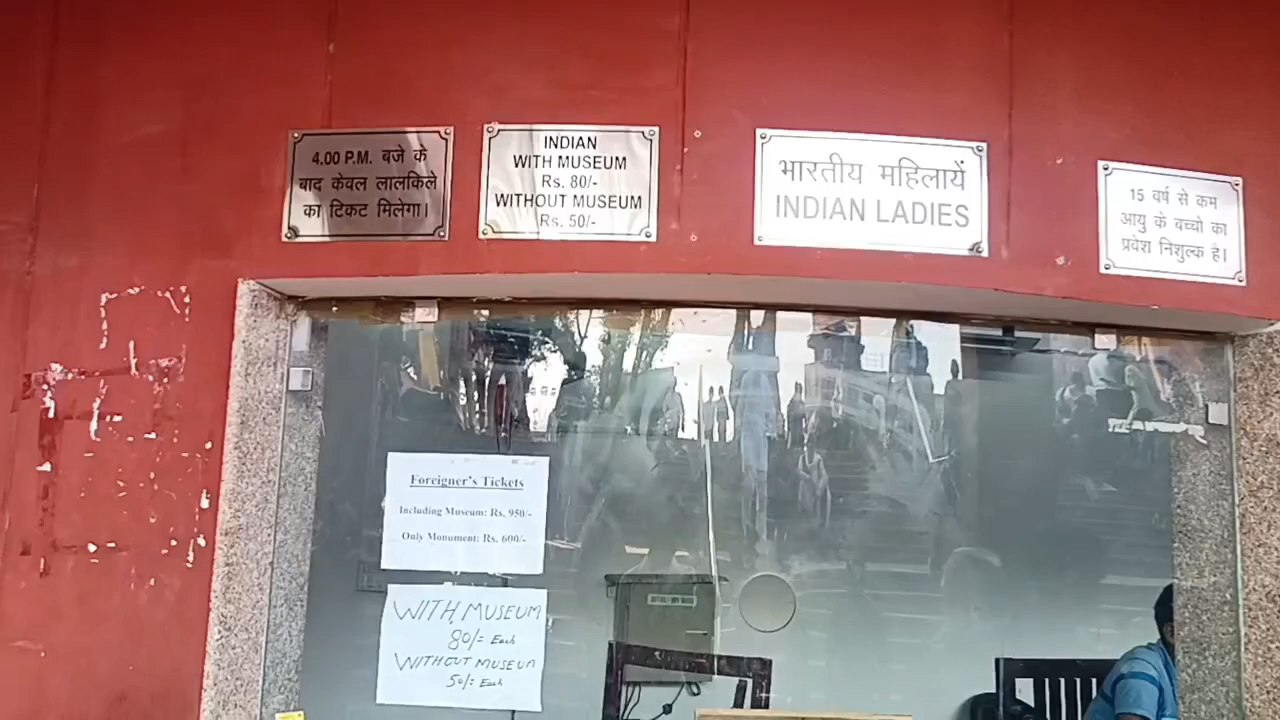 4.00 P.M. बजे के
बाद केवल लालकिले
का टिकट मिलेगा।
INDIAN
WITH MUSEUM
Rs. 80/-
WITHOUT MUSEUM
Rs. 50/-
भारतीय महिलायें
INDIAN LADIES
15 वर्ष से कम
आयु के बच्चो का
प्रवेश निशुल्क है।
Foreigner's Tickets
Including Museum: Rs. 950/-
Only Monument: Rs. 600/-
WITH MUSEUM
80/= Each
WITHOUT MUSEUM
50/= Each